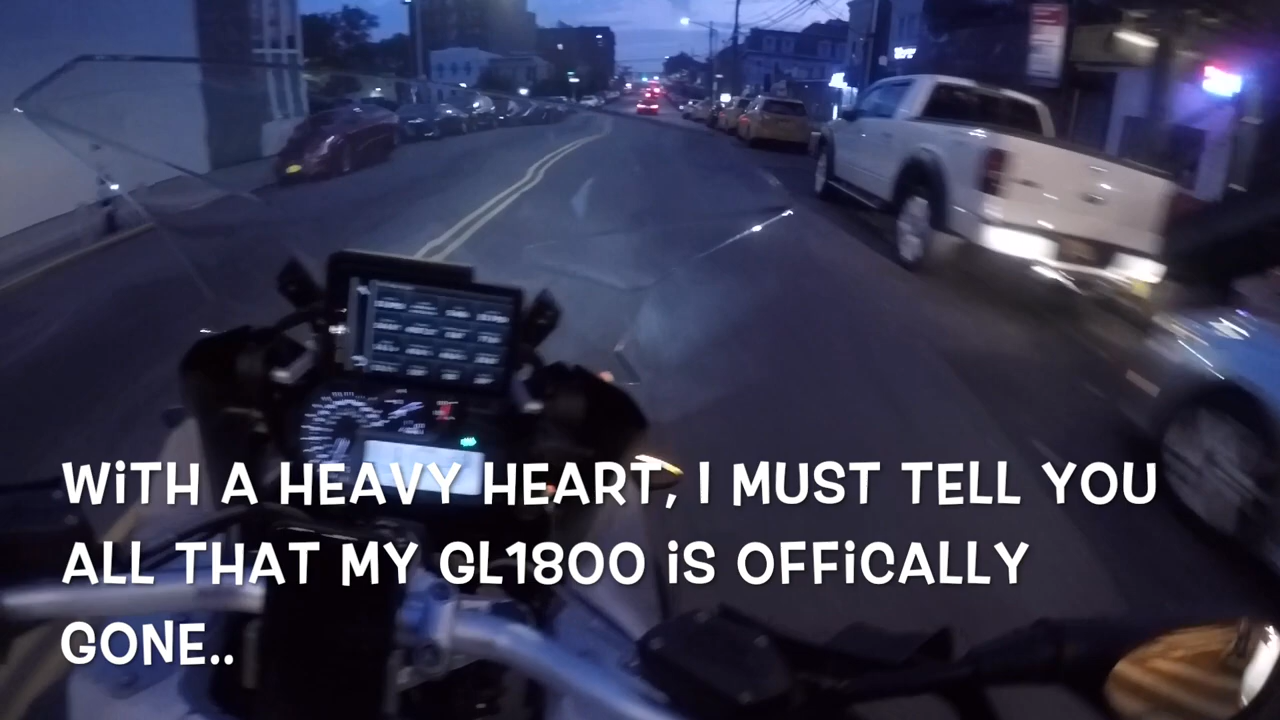 WiTH A HEAVY HEART, I MUST TELL YOU
ALL THAT MY GL1800 iS OFFiCALLY
GONE..